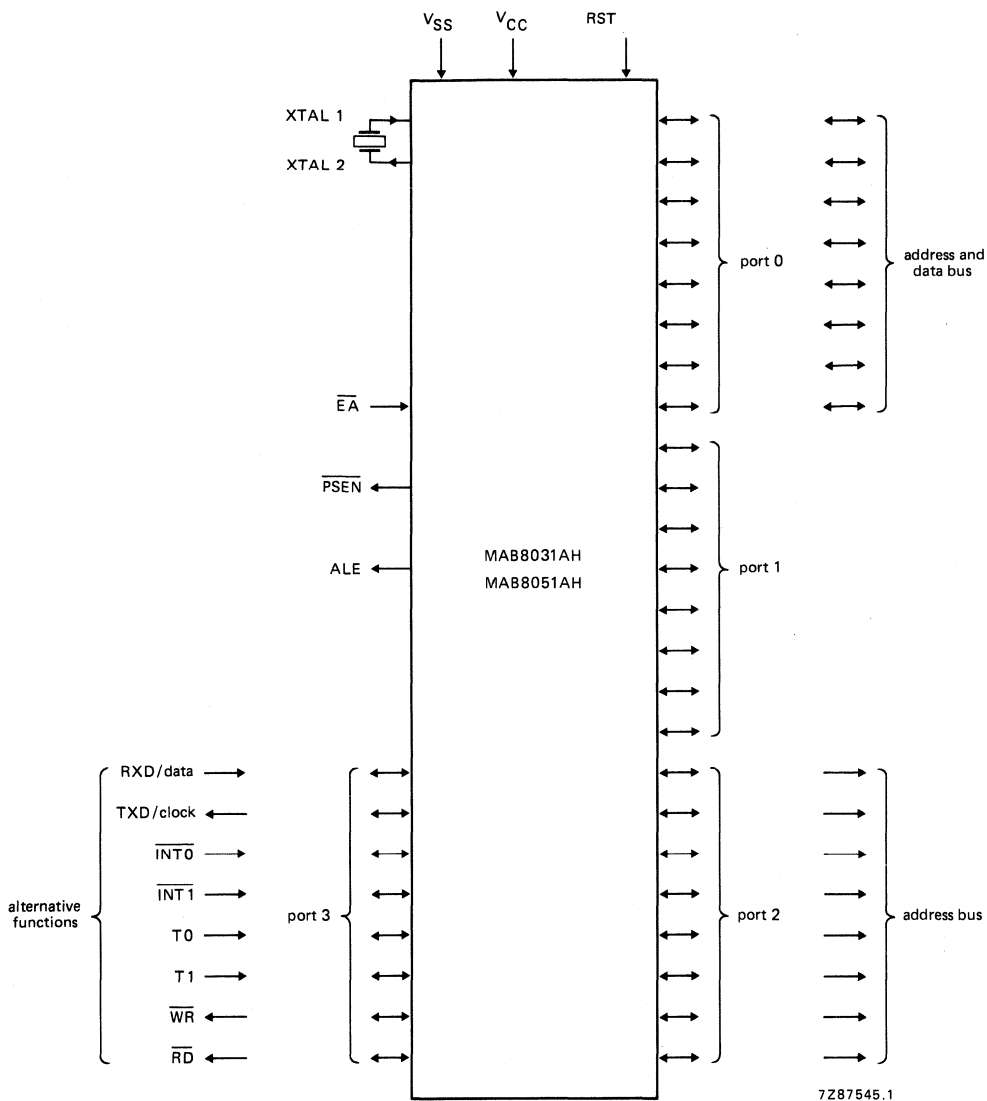 VSS VCC RST
XTAL 1
XTAL 2
port 0
address and
data bus
EA
PSEN
ALE
MAB8031AH
MAB8051AH
port 1
RXD/data
TXD/clock
INT0
INT1
T0
T1
WR
RD
alternative
functions
port 3
port 2
address bus
7Z87545.1